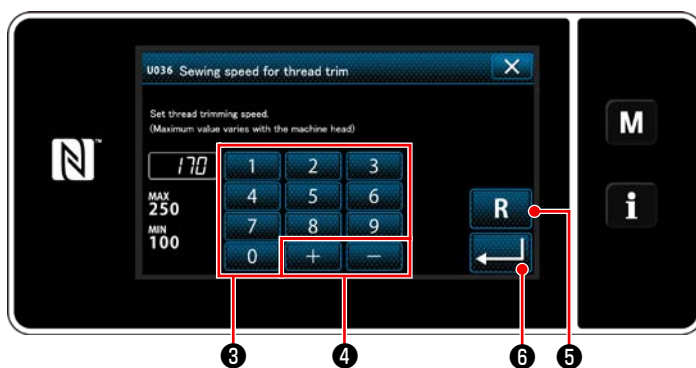 U036 Sewing speed for thread trim
Set thread trimming speed.
(Maximum value varies with the machine head)
170
1 2 3
MAX
250
4 5 6
R
MIN
100
7 8 9
0 + −
N™
M
i
❸ ❹ ❻ ❺